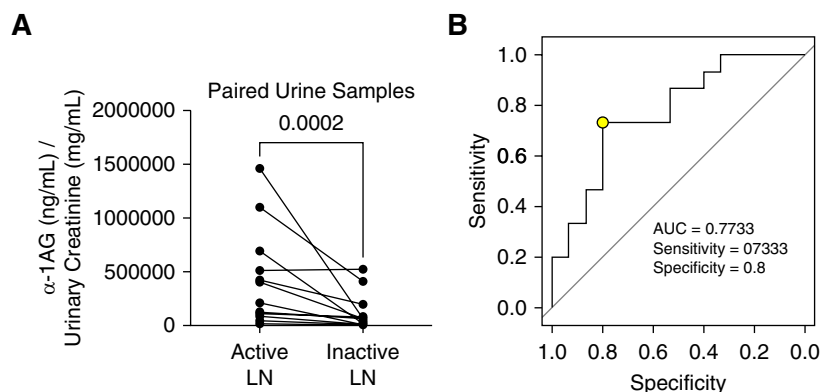 A
Paired Urine Samples
0.0002
α-1AG (ng/mL) /
Urinary Creatinine (mg/mL)
2000000
1500000
1000000
500000
0
Active
LN
Inactive
LN
B
Sensitivity
1.0
0.8
0.6
0.4
0.2
0.0
AUC = 0.7733
Sensitivity = 07333
Specificity = 0.8
1.0 0.8 0.6 0.4 0.2 0.0
Specificity